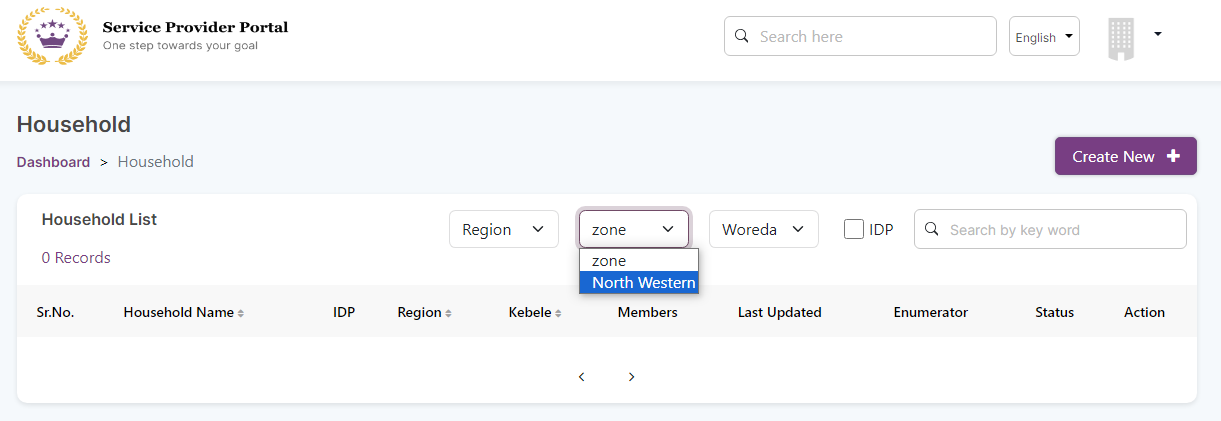 Service Provider Portal
One step towards your goal
Search here
English
Household
Dashboard > Household
Create New +
Household List
0 Records
Region
zone
Woreda
IDP
Search by key word
zone
North Western
Sr.No. Household Name IDP Region Kebele Members Last Updated Enumerator Status Action
< >